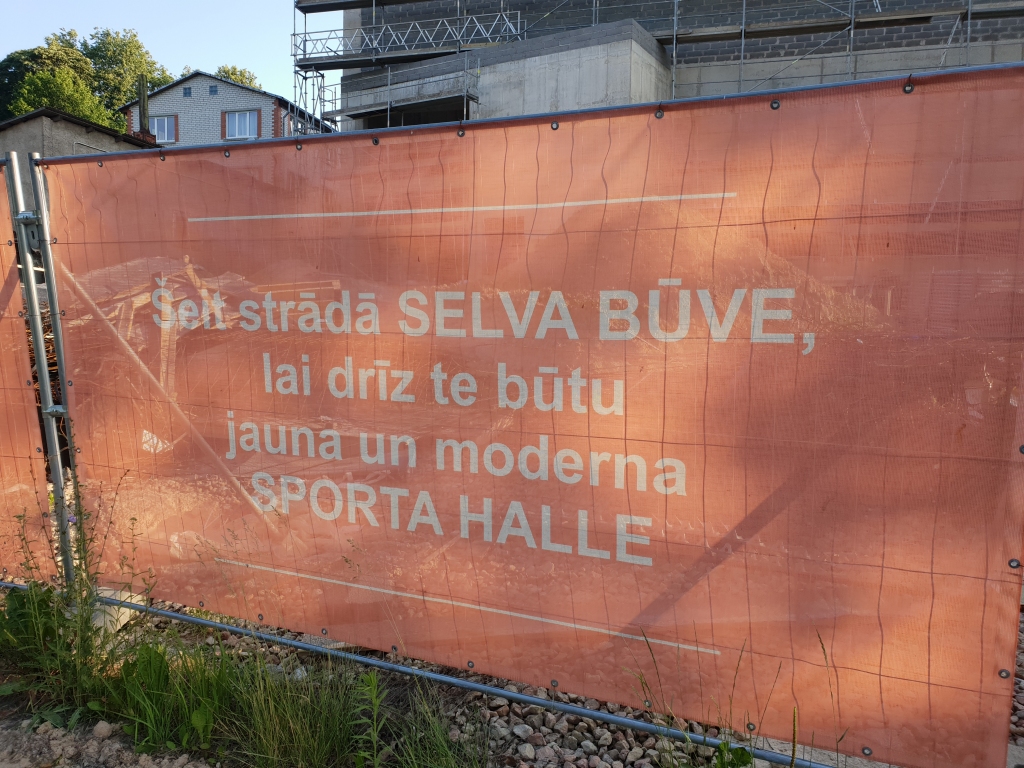 Šeit strādā SELVA BŪVE,
lai drīz te būtu
jauna un moderna
SPORTA HALLE